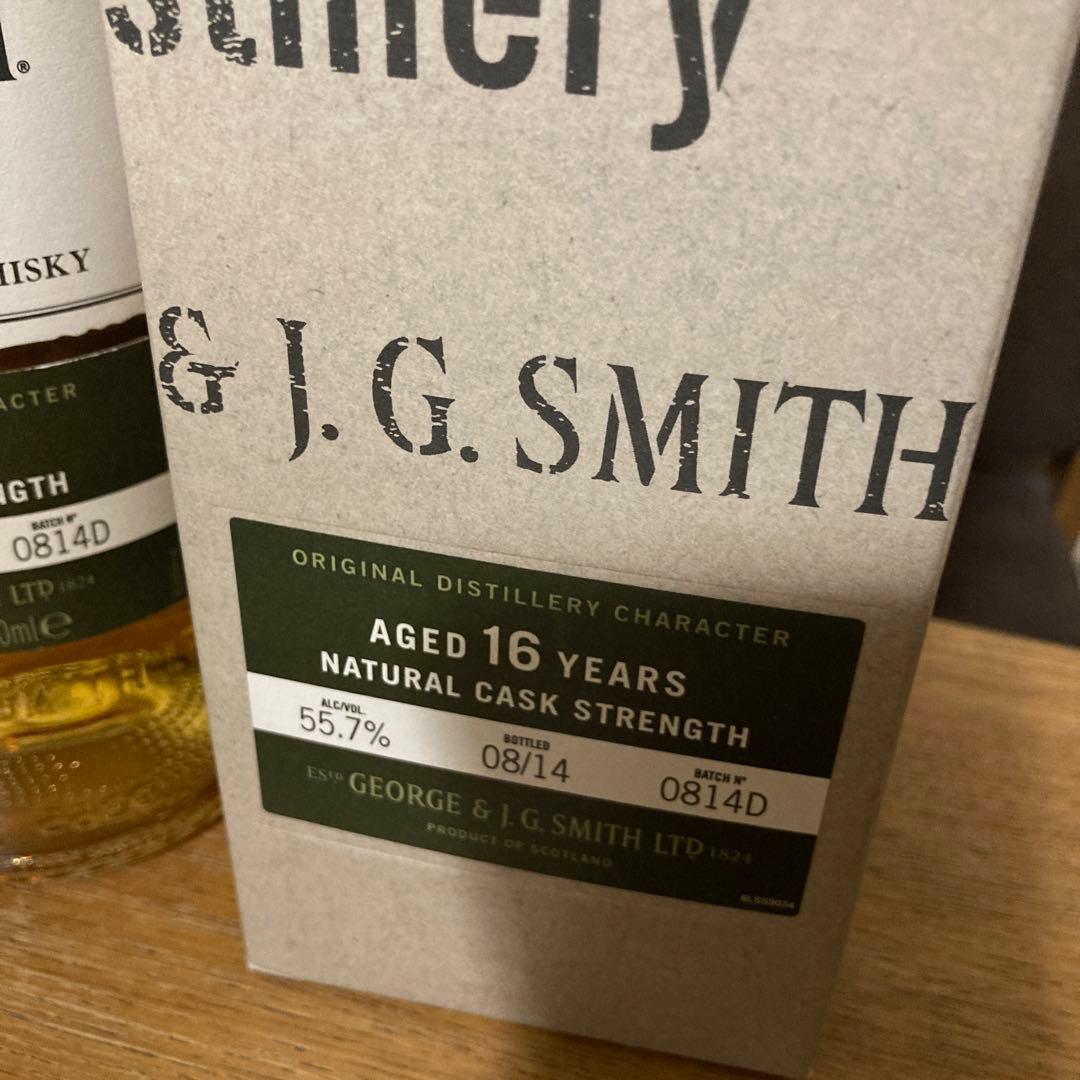 ®
HISKY
ACTER
NGTH
BATCH Nº
0814D
LTD 1824
0ml℮
stillery
& J. G. SMITH
ORIGINAL DISTILLERY CHARACTER
AGED 16 YEARS
NATURAL CASK STRENGTH
ALC/VOL.
55.7%
BOTTLED
08/14
BATCH Nº
0814D
ESTD GEORGE & J. G. SMITH LTD 1824
PRODUCT OF SCOTLAND